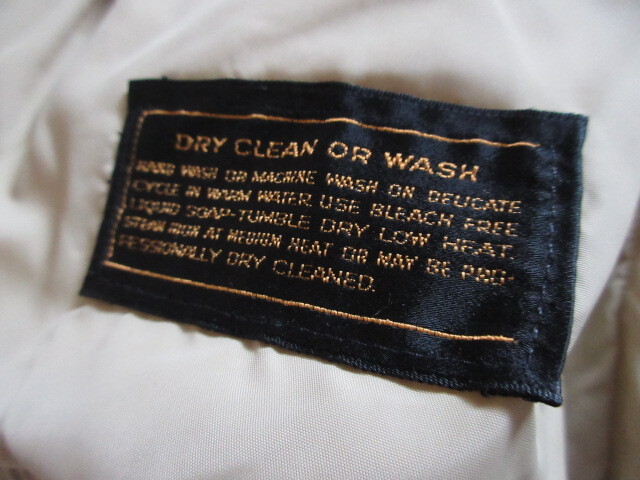 DRY CLEAN OR WASH
HAND WASH OR MACHINE WASH ON DELICATE
CYCLE IN WARM WATER USE BLEACH FREE
LIQUID SOAP-TUMBLE DRY LOW HEAT.
STEAM IRON AT MEDIUM HEAT OR MAY BE PRO-
FESSIONALLY DRY CLEANED.